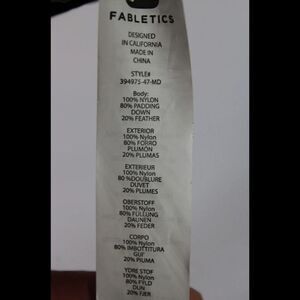 FABLETICS
DESIGNED
IN CALIFORNIA
MADE IN
CHINA
STYLE#
394975-47-MD
Body:
100% NYLON
80% PADDING
DOWN
20% FEATHER
EXTERIOR
100% Nylon
80% FORRO
PLUMÓN
20% PLUMAS
EXTERIEUR
100% Nylon
80 %DOUBLURE
DUVET
20% PLUMES
OBERSTOFF
100% Nylon
80% FÜLLUNG
DAUNEN
20% FEDER
CORPO
100% Nylon
80% IMBOTTITURA
20% PIUMA
YDRE STOF
100% Nylon
80 % FYLD
DUN
20% FJER